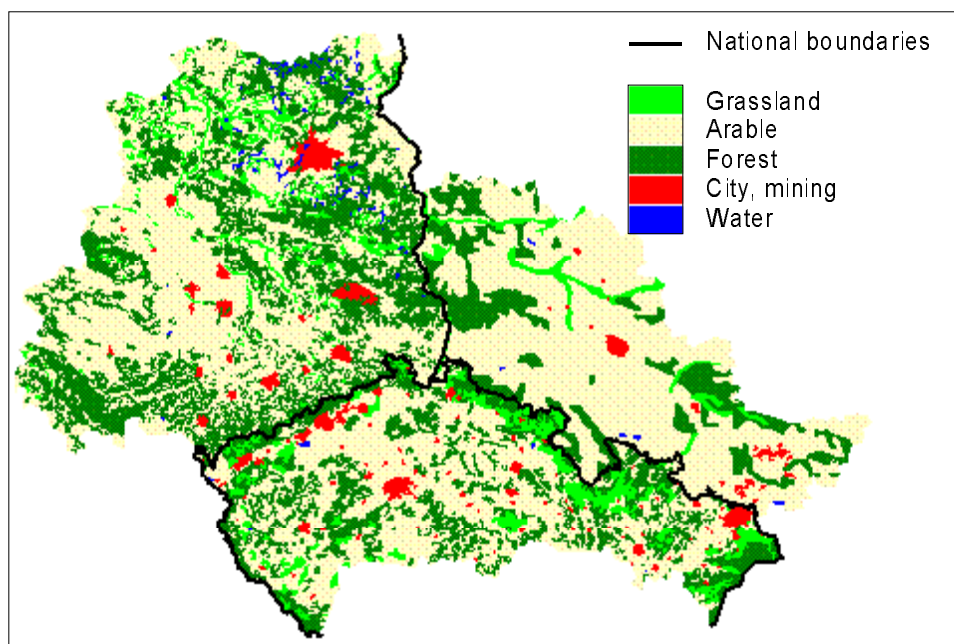 National boundaries
Grassland
Arable
Forest
City, mining
Water